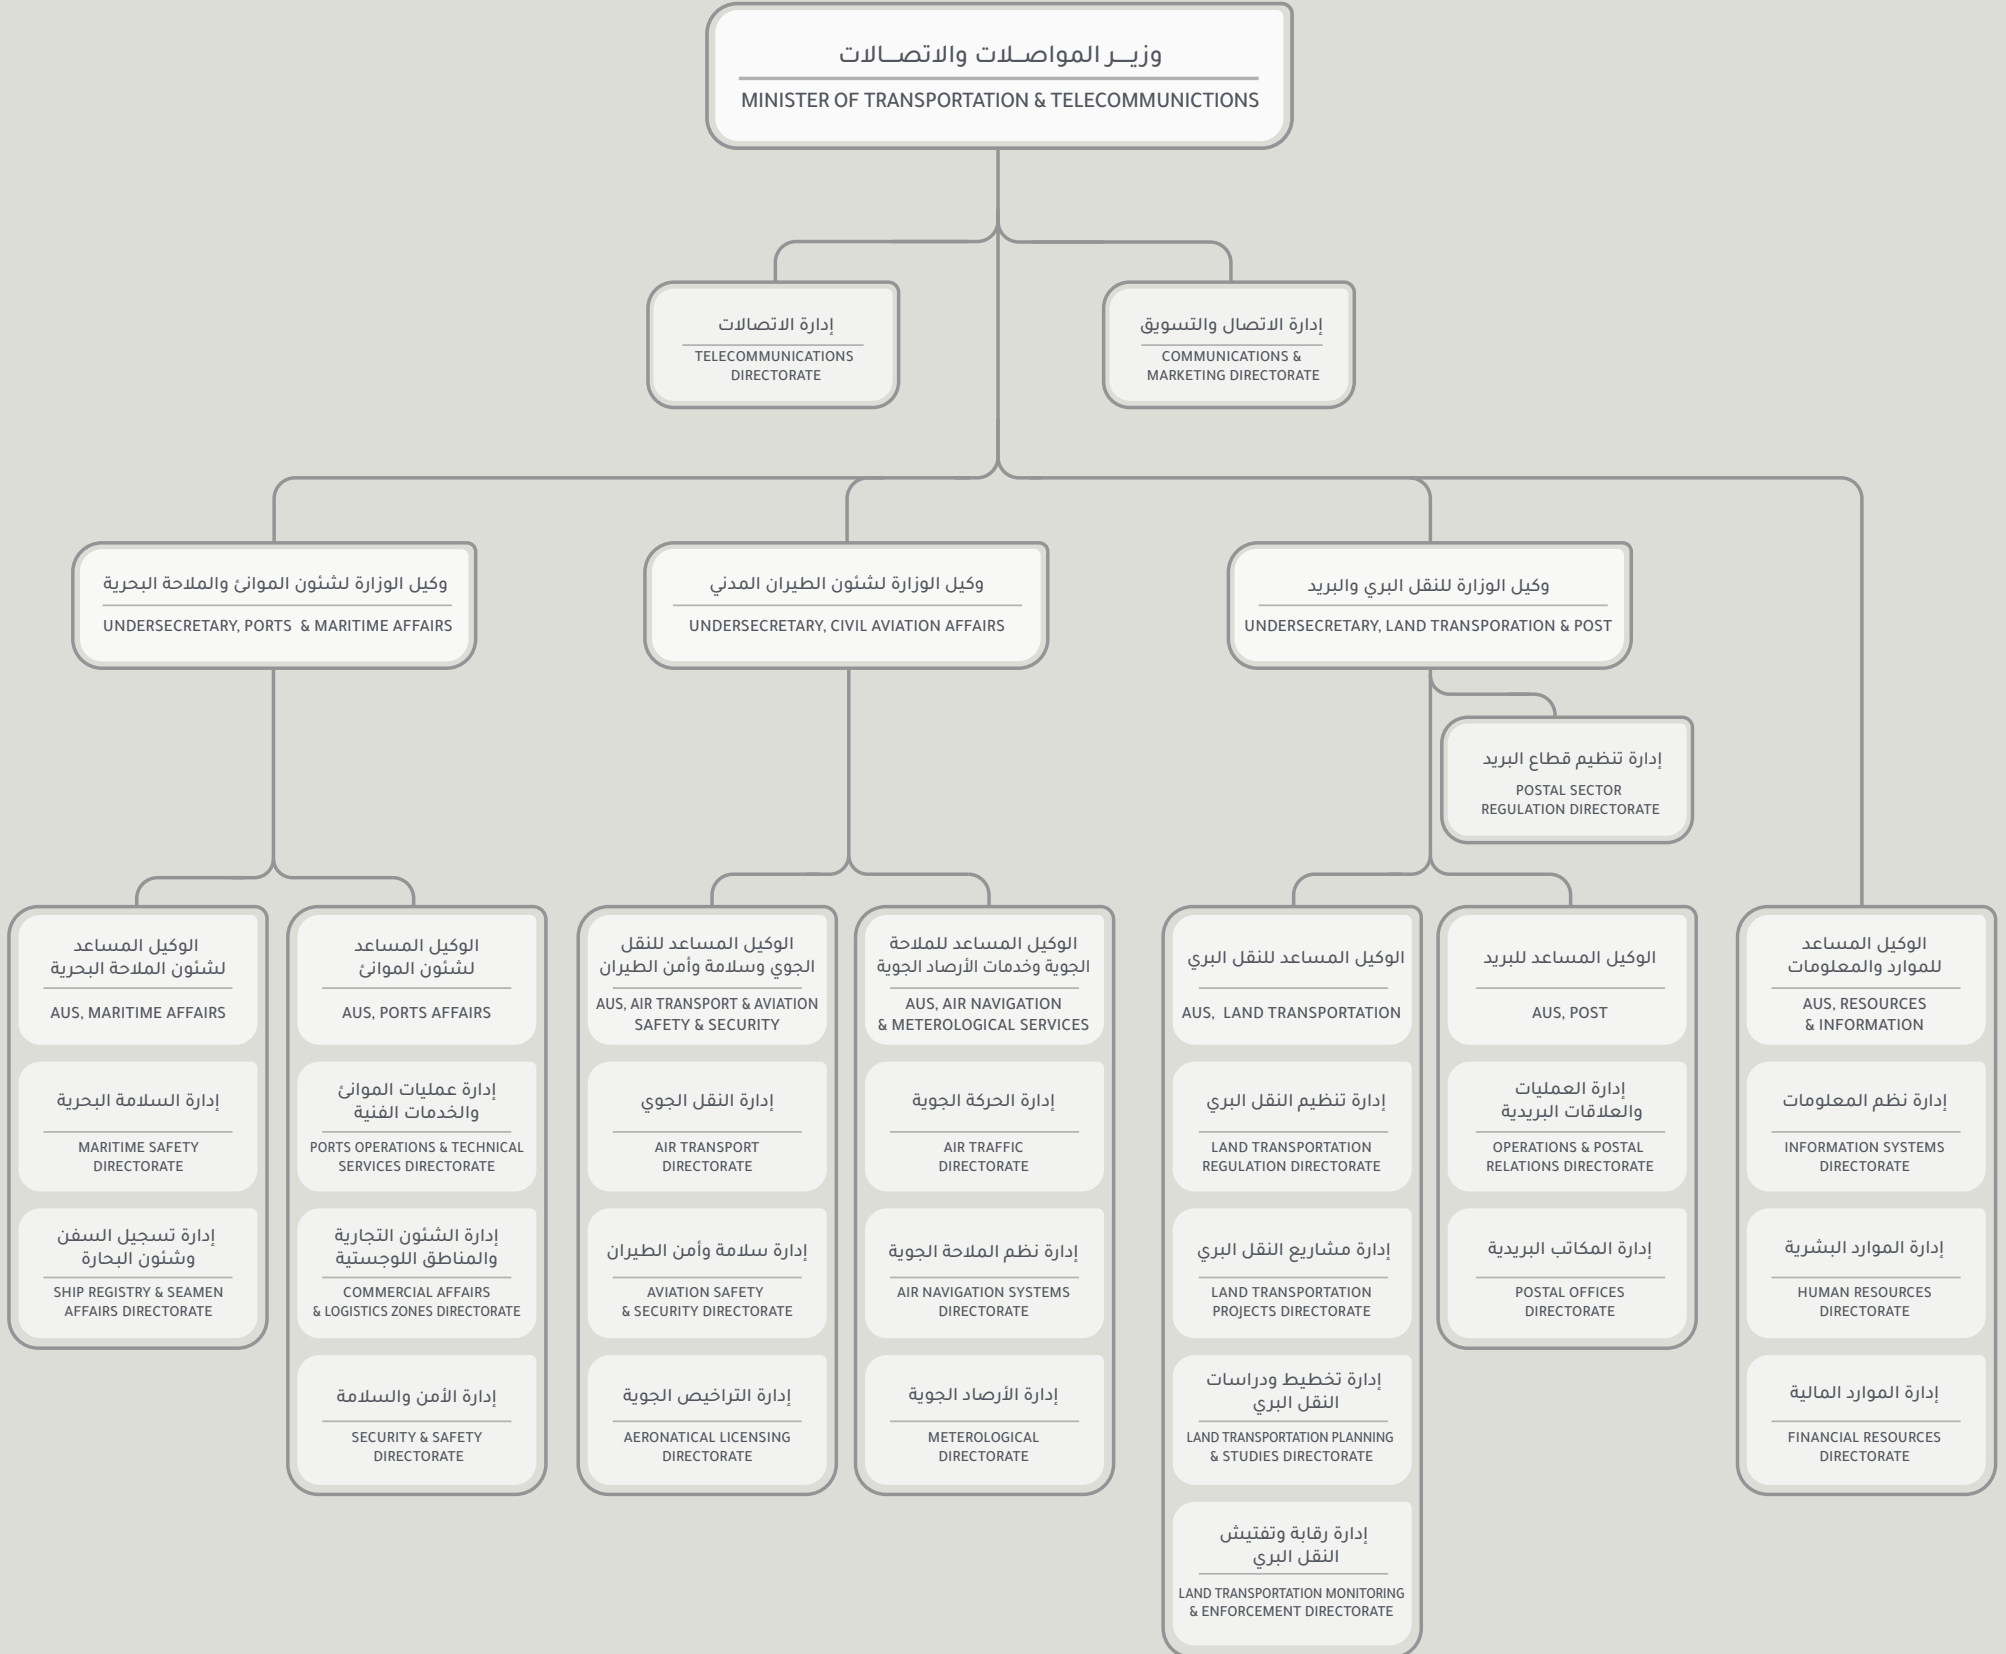 وزيـــر المواصــلات والاتصـــالات
MINISTER OF TRANSPORTATION & TELECOMMUNICTIONS
إدارة الاتصالات
TELECOMMUNICATIONS
DIRECTORATE
إدارة الاتصال والتسويق
COMMUNICATIONS &
MARKETING DIRECTORATE
وكيل الوزارة لشئون الموانئ والملاحة البحرية
UNDERSECRETARY, PORTS & MARITIME AFFAIRS
وكيل الوزارة لشئون الطيران المدني
UNDERSECRETARY, CIVIL AVIATION AFFAIRS
وكيل الوزارة للنقل البري والبريد
UNDERSECRETARY, LAND TRANSPORATION & POST
إدارة تنظيم قطاع البريد
POSTAL SECTOR
REGULATION DIRECTORATE
الوكيل المساعد
لشئون الملاحة البحرية
AUS, MARITIME AFFAIRS
إدارة السلامة البحرية
MARITIME SAFETY
DIRECTORATE
إدارة تسجيل السفن
وشئون البحارة
SHIP REGISTRY & SEAMEN
AFFAIRS DIRECTORATE
الوكيل المساعد
لشئون الموانئ
AUS, PORTS AFFAIRS
إدارة عمليات الموانئ
والخدمات الفنية
PORTS OPERATIONS & TECHNICAL
SERVICES DIRECTORATE
إدارة الشئون التجارية
والمناطق اللوجستية
COMMERCIAL AFFAIRS
& LOGISTICS ZONES DIRECTORATE
إدارة الأمن والسلامة
SECURITY & SAFETY
DIRECTORATE
الوكيل المساعد للنقل
الجوي وسلامة وأمن الطيران
AUS, AIR TRANSPORT & AVIATION
SAFETY & SECURITY
إدارة النقل الجوي
AIR TRANSPORT
DIRECTORATE
إدارة سلامة وأمن الطيران
AVIATION SAFETY
& SECURITY DIRECTORATE
إدارة التراخيص الجوية
AERONATICAL LICENSING
DIRECTORATE
الوكيل المساعد للملاحة
الجوية وخدمات الأرصاد الجوية
AUS, AIR NAVIGATION
& METEROLOGICAL SERVICES
إدارة الحركة الجوية
AIR TRAFFIC
DIRECTORATE
إدارة نظم الملاحة الجوية
AIR NAVIGATION SYSTEMS
DIRECTORATE
إدارة الأرصاد الجوية
METEROLOGICAL
DIRECTORATE
الوكيل المساعد للنقل البري
AUS, LAND TRANSPORTATION
إدارة تنظيم النقل البري
LAND TRANSPORTATION
REGULATION DIRECTORATE
إدارة مشاريع النقل البري
LAND TRANSPORTATION
PROJECTS DIRECTORATE
إدارة تخطيط ودراسات
النقل البري
LAND TRANSPORTATION PLANNING
& STUDIES DIRECTORATE
إدارة رقابة وتفتيش
النقل البري
LAND TRANSPORTATION MONITORING
& ENFORCEMENT DIRECTORATE
الوكيل المساعد للبريد
AUS, POST
إدارة العمليات
والعلاقات البريدية
OPERATIONS & POSTAL
RELATIONS DIRECTORATE
إدارة المكاتب البريدية
POSTAL OFFICES
DIRECTORATE
الوكيل المساعد
للموارد والمعلومات
AUS, RESOURCES
& INFORMATION
إدارة نظم المعلومات
INFORMATION SYSTEMS
DIRECTORATE
إدارة الموارد البشرية
HUMAN RESOURCES
DIRECTORATE
إدارة الموارد المالية
FINANCIAL RESOURCES
DIRECTORATE